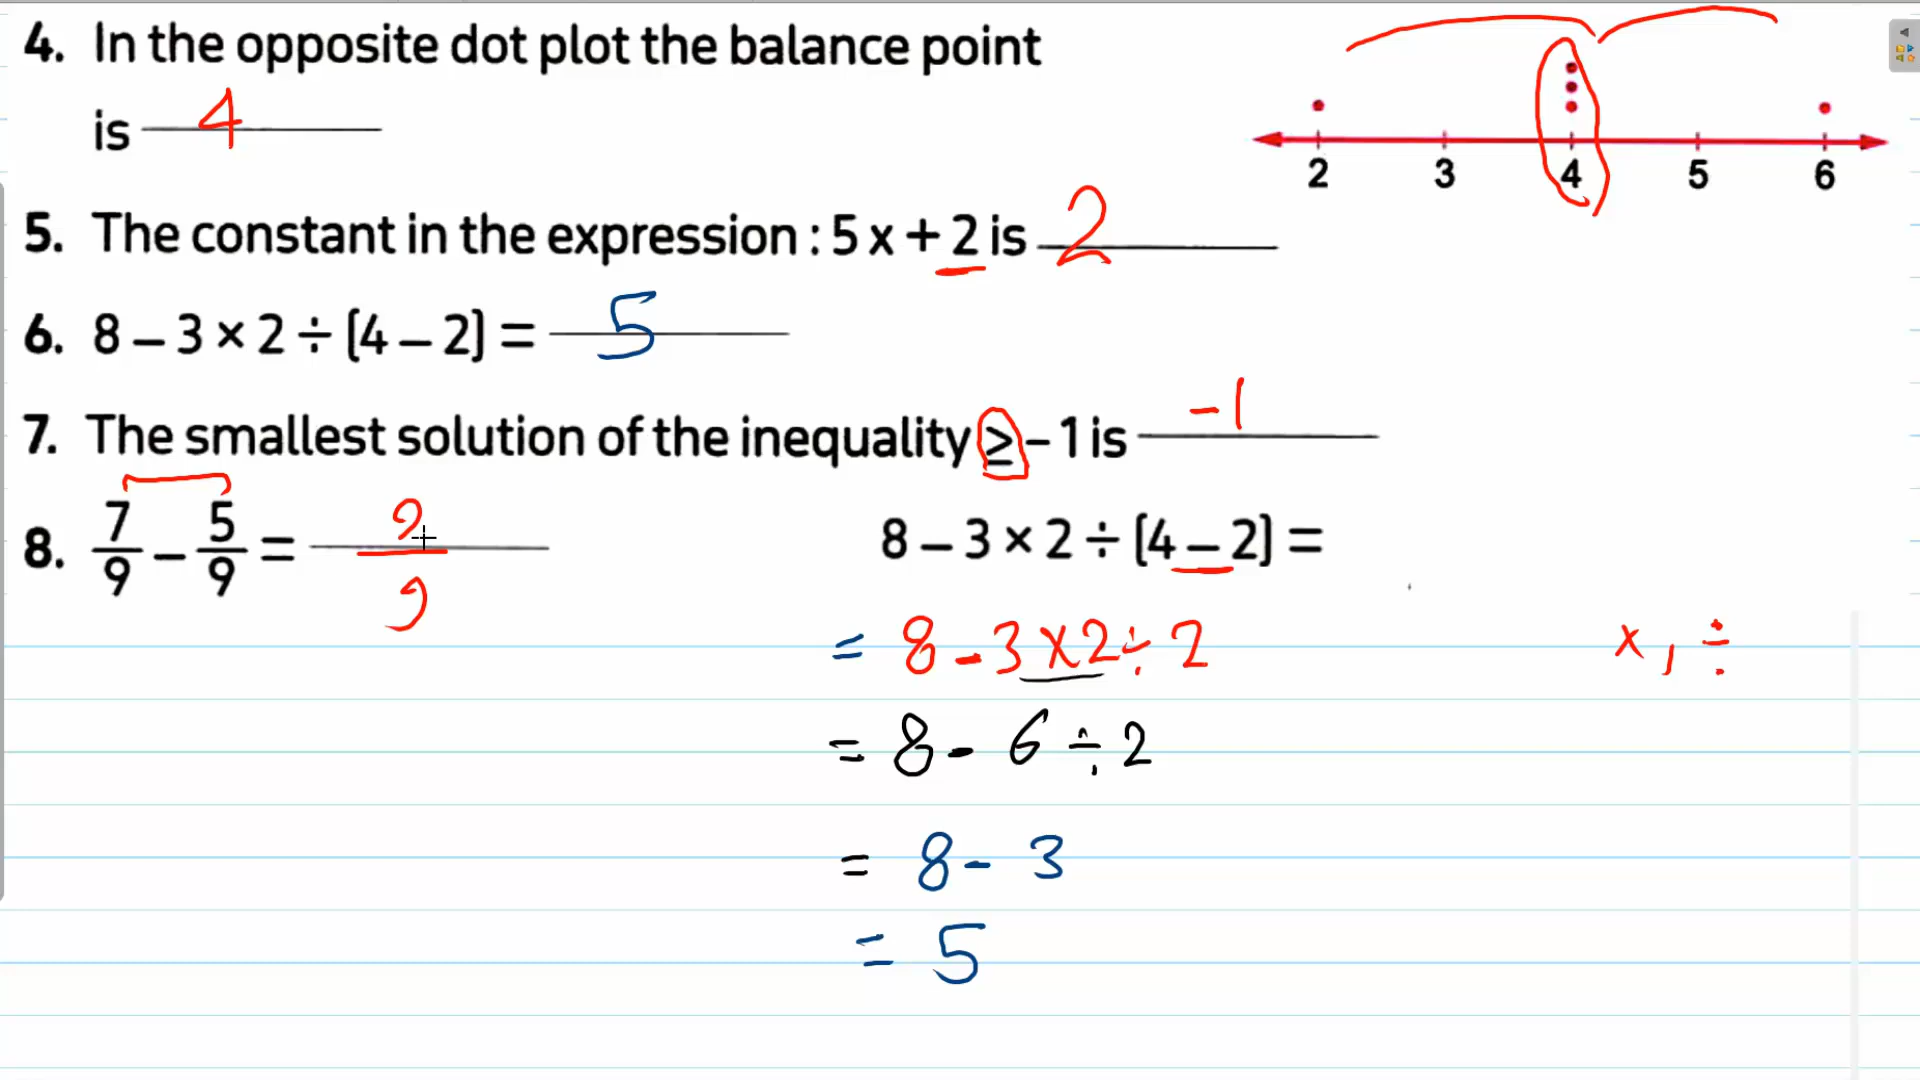 4. In the opposite dot plot the balance point
is 4
2 3 4 5 6
5. The constant in the expression : 5 x + 2 is 2
6. 8 – 3 × 2 ÷ (4 – 2) = 5
7. The smallest solution of the inequality ≥ – 1 is -1
8. 7/9 – 5/9 = 2/9
8 – 3 × 2 ÷ (4 – 2) =
= 8 - 3 × 2 ÷ 2
× , ÷
= 8 - 6 ÷ 2
= 8 - 3
= 5